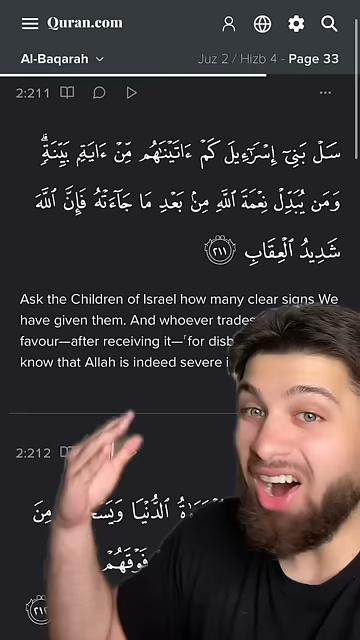 Quran.com
Al-Baqarah
Juz 2 / Hizb 4 - Page 33
2:211
سَلْ بَنِىٓ إِسْرَٰٓءِيلَ كَمْ ءَاتَيْنَـٰهُم مِّنْ ءَايَةٍۭ بَيِّنَةٍۢ ۗ
وَمَن يُبَدِّلْ نِعْمَةَ ٱللَّهِ مِنۢ بَعْدِ مَا جَآءَتْهُ فَإِنَّ ٱللَّهَ
شَدِيدُ ٱلْعِقَابِ ٢١١
Ask the Children of Israel how many clear signs We
have given them. And whoever trades
favour—after receiving it—˹for
know that Allah is indeed severe
2:212
ٱلدُّنْيَا
فَوْقَهُمْ